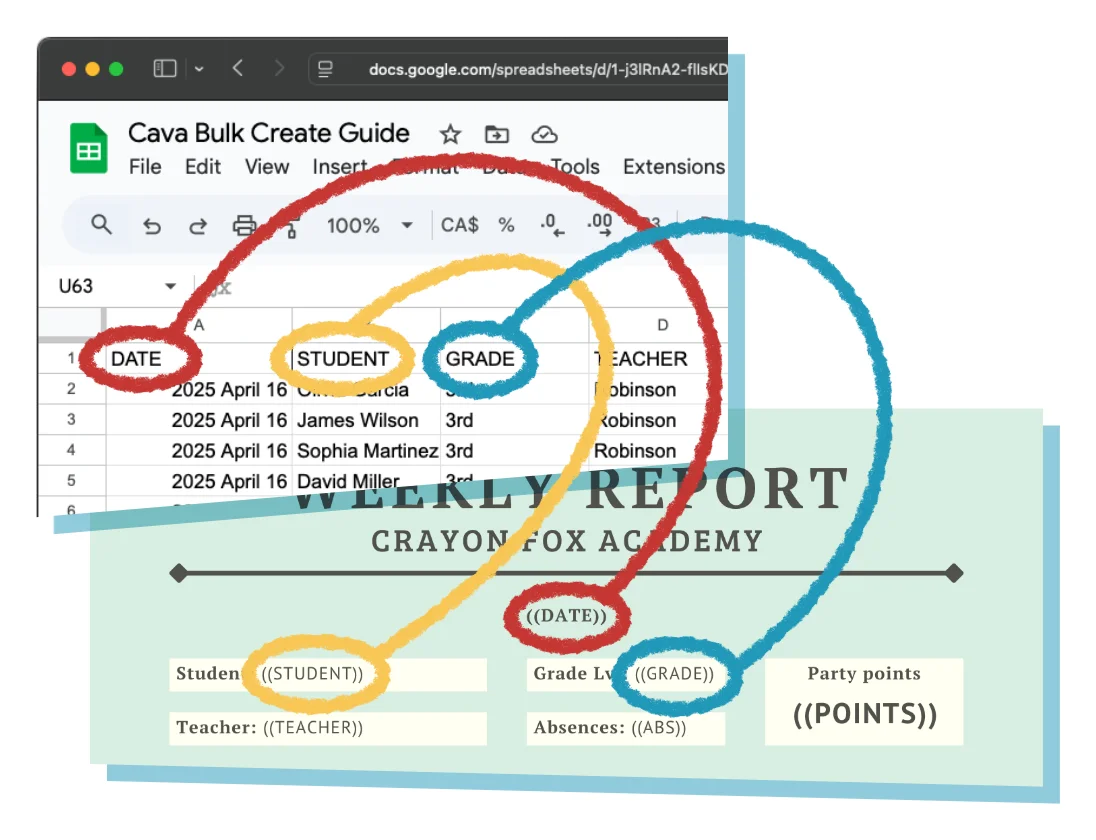 docs.google.com/spreadsheets/d/1-j3lRnA2-fllsKD
Cava Bulk Create Guide
File Edit View Insert Format Data Tools Extensions
100% CA$ % .0 .00
U63
A D
1 DATE STUDENT GRADE TEACHER
2 2025 April 16 Garcia 3rd Robinson
3 2025 April 16 James Wilson 3rd Robinson
4 2025 April 16 Sophia Martinez 3rd Robinson
5 2025 April 16 David Miller 3rd
6
WEEKLY REPORT
CRAYON FOX ACADEMY
((DATE))
Student ((STUDENT)) Grade Lv ((GRADE)) Party points
Teacher: ((TEACHER)) Absences: ((ABS)) ((POINTS))